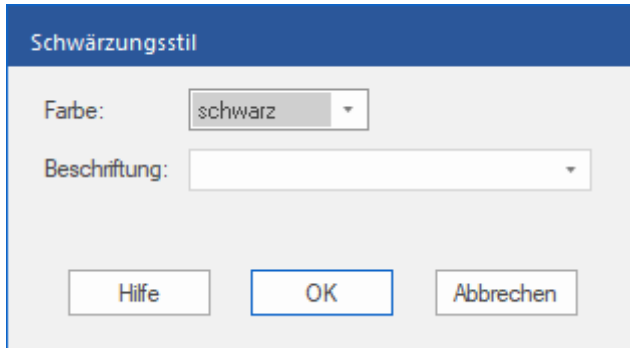 Schwärzungsstil
Farbe: schwarz
Beschriftung:
Hilfe OK Abbrechen